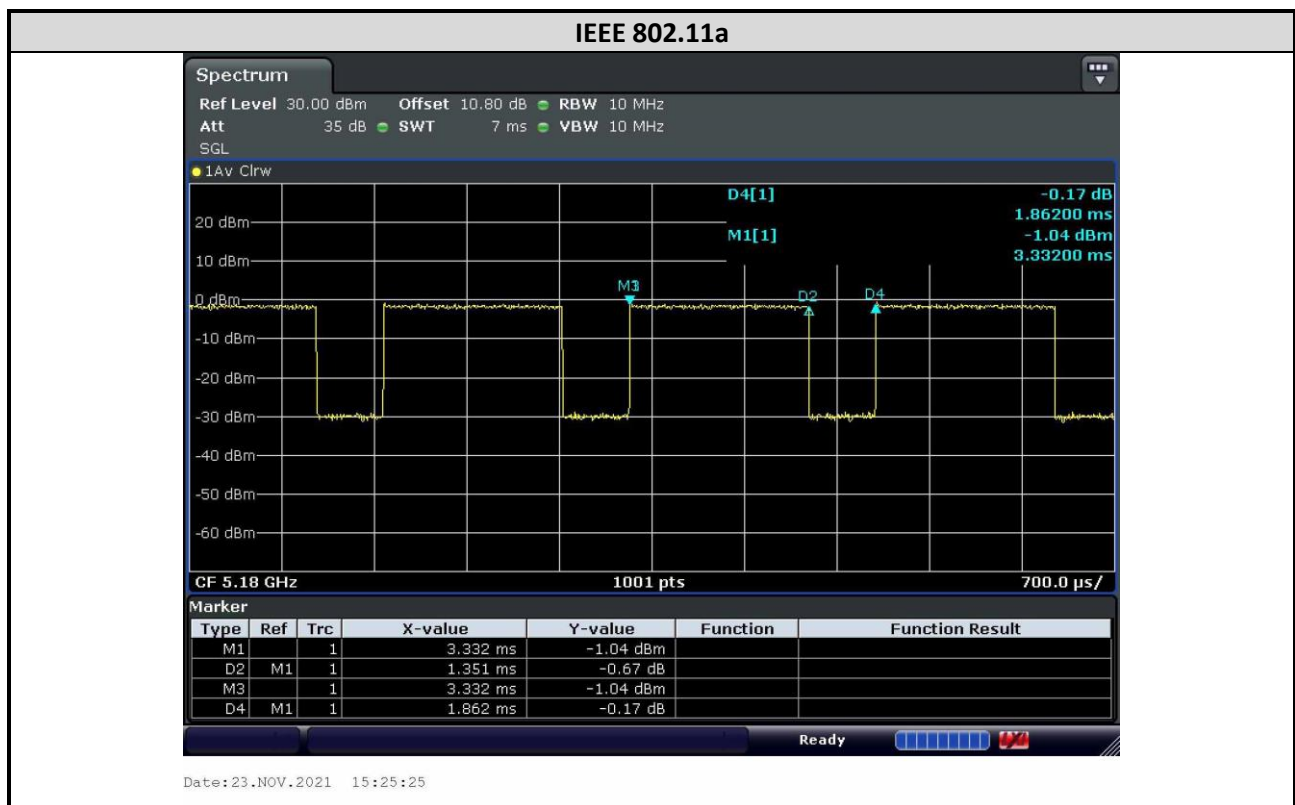 IEEE 802.11a
Spectrum
Ref Level 30.00 dBm Offset 10.80 dB RBW 10 MHz
Att 35 dB SWT 7 ms VBW 10 MHz
SGL
1Av Clrw
D4[1] -0.17 dB
1.86200 ms
M1[1] -1.04 dBm
3.33200 ms
20 dBm
10 dBm
0 dBm
-10 dBm
-20 dBm
-30 dBm
-40 dBm
-50 dBm
-60 dBm
D2 D4
CF 5.18 GHz 1001 pts 700.0 µs/
Marker
Type Ref Trc X-value Y-value Function Function Result
M1 1 3.332 ms -1.04 dBm
D2 M1 1 1.351 ms -0.67 dB
M3 1 3.332 ms -1.04 dBm
D4 M1 1 1.862 ms -0.17 dB
Ready
Date:23.NOV.2021 15:25:25